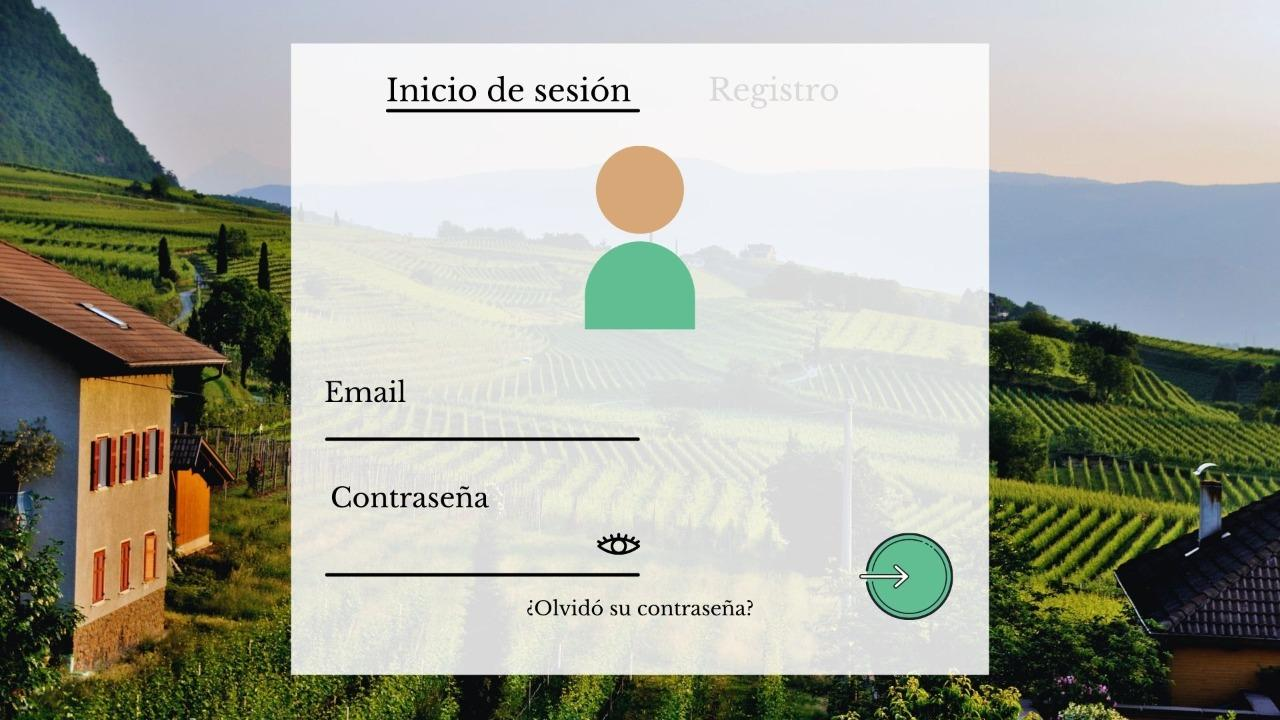 Inicio de sesión
Registro
Email
Contraseña
¿Olvidó su contraseña?